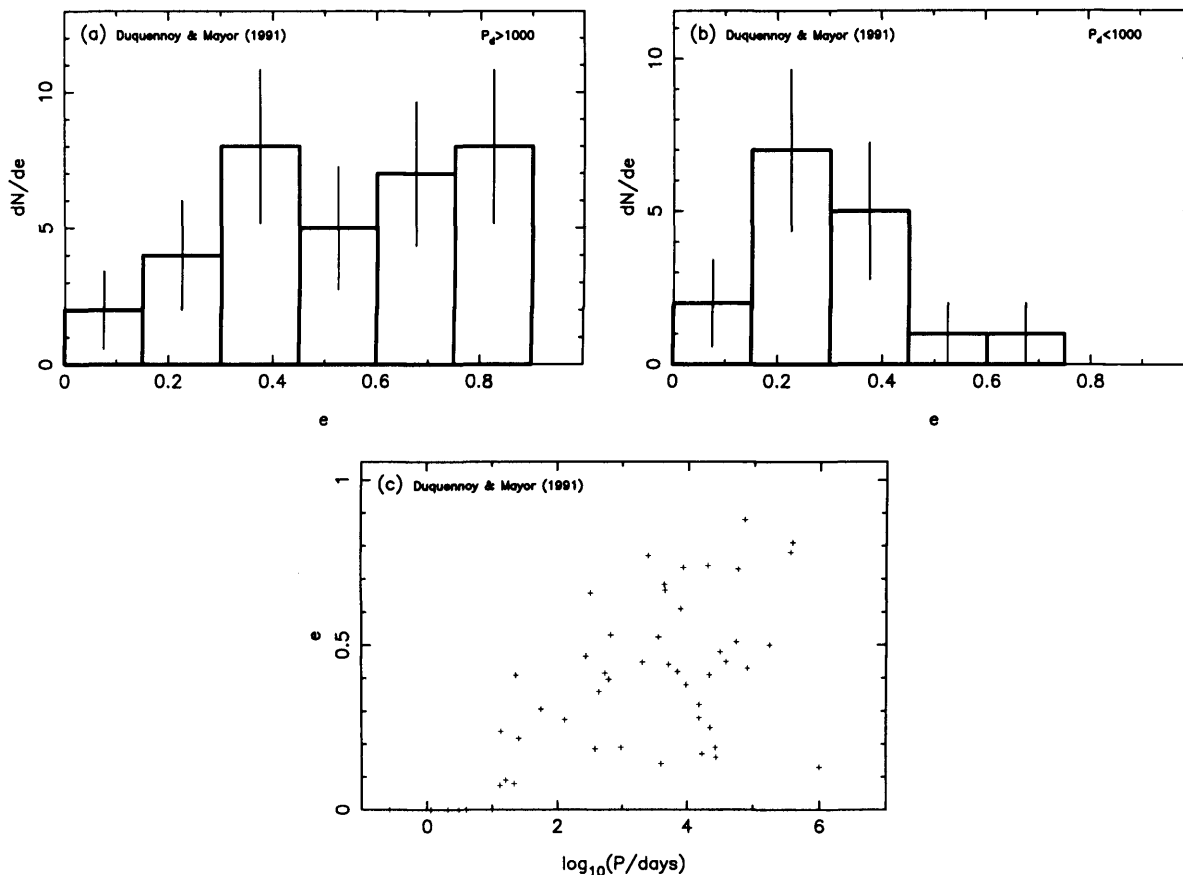 (a) Duquennoy & Mayor (1991) P_d>1000
dN/de
10
5
0
0 0.2 0.4 0.6 0.8
e
(b) Duquennoy & Mayor (1991) P_d<1000
dN/de
10
5
0
0 0.2 0.4 0.6 0.8
e
(c) Duquennoy & Mayor (1991)
e
1
0.5
0
0 2 4 6
log₁₀(P/days)